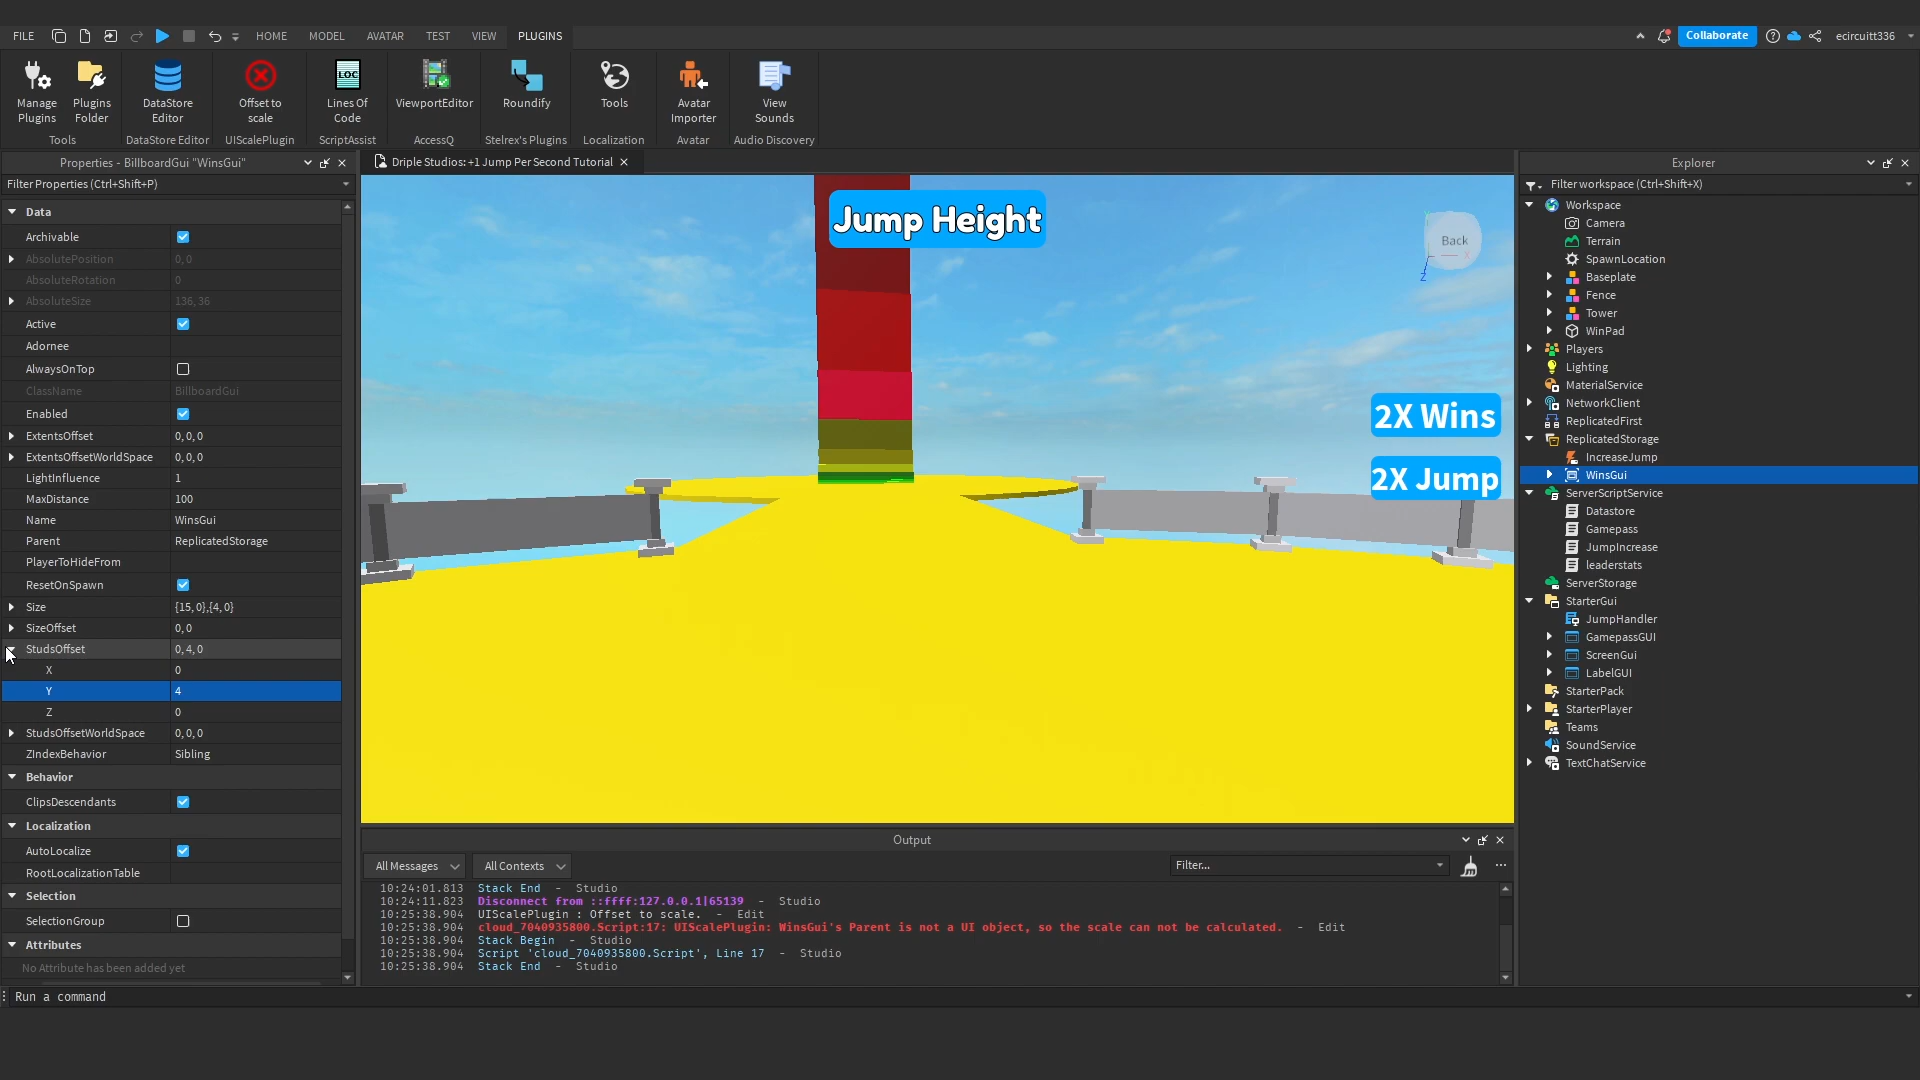 FILE HOME MODEL AVATAR TEST VIEW PLUGINS Collaborate ecircuitt336
Manage Plugins
Plugins Folder
DataStore Editor
Offset to scale
LOC
Lines Of Code
ViewportEditor
Roundify
Tools
Avatar Importer
View Sounds
Tools DataStore Editor UIScalePlugin ScriptAssist AccessQ Stelrex's Plugins Localization Avatar Audio Discovery
Properties - BillboardGui "WinsGui"
Filter Properties (Ctrl+Shift+P)
Data
Archivable
AbsolutePosition 0, 0
AbsoluteRotation 0
AbsoluteSize 136, 36
Active
Adornee
AlwaysOnTop
ClassName BillboardGui
Enabled
ExtentsOffset 0, 0, 0
ExtentsOffsetWorldSpace 0, 0, 0
LightInfluence 1
MaxDistance 100
Name WinsGui
Parent ReplicatedStorage
PlayerToHideFrom
ResetOnSpawn
Size {15, 0},{4, 0}
SizeOffset 0, 0
StudsOffset 0, 4, 0
X 0
Y 4
Z 0
StudsOffsetWorldSpace 0, 0, 0
ZIndexBehavior Sibling
Behavior
ClipsDescendants
Localization
AutoLocalize
RootLocalizationTable
Selection
SelectionGroup
Attributes
No Attribute has been added yet
Driple Studios: +1 Jump Per Second Tutorial
Jump Height
Back
Z
2X Wins
2X Jump
Output
All Messages All Contexts Filter...
10:24:01.813 Stack End - Studio
10:24:11.823 Disconnect from ::ffff:127.0.0.1|65139 - Studio
10:25:38.904 UIScalePlugin : Offset to scale. - Edit
10:25:38.904 cloud_7040935800.Script:17: UIScalePlugin: WinsGui's Parent is not a UI object, so the scale can not be calculated. - Edit
10:25:38.904 Stack Begin - Studio
10:25:38.904 Script 'cloud_7040935800.Script', Line 17 - Studio
10:25:38.904 Stack End - Studio
Explorer
Filter workspace (Ctrl+Shift+X)
Workspace
Camera
Terrain
SpawnLocation
Baseplate
Fence
Tower
WinPad
Players
Lighting
MaterialService
NetworkClient
ReplicatedFirst
ReplicatedStorage
IncreaseJump
WinsGui
ServerScriptService
Datastore
Gamepass
JumpIncrease
leaderstats
ServerStorage
StarterGui
JumpHandler
GamepassGUI
ScreenGui
LabelGUI
StarterPack
StarterPlayer
Teams
SoundService
TextChatService
Run a command